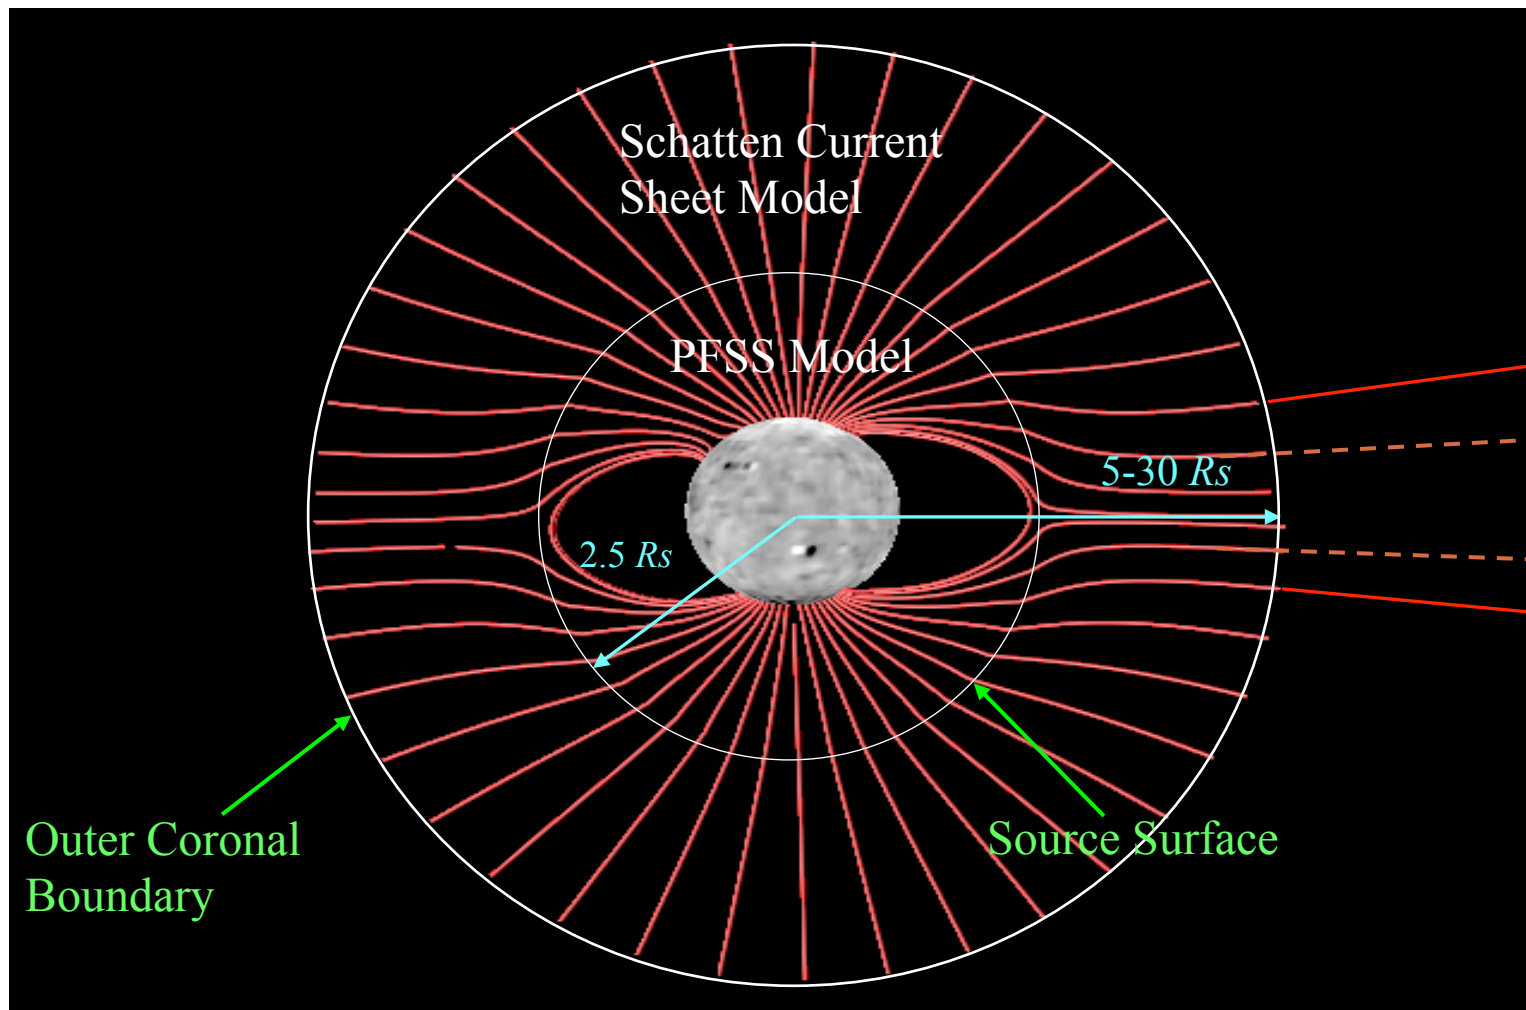 Schatten Current
Sheet Model
PFSS Model
5-30 Rs
2.5 Rs
Outer Coronal
Boundary
Source Surface